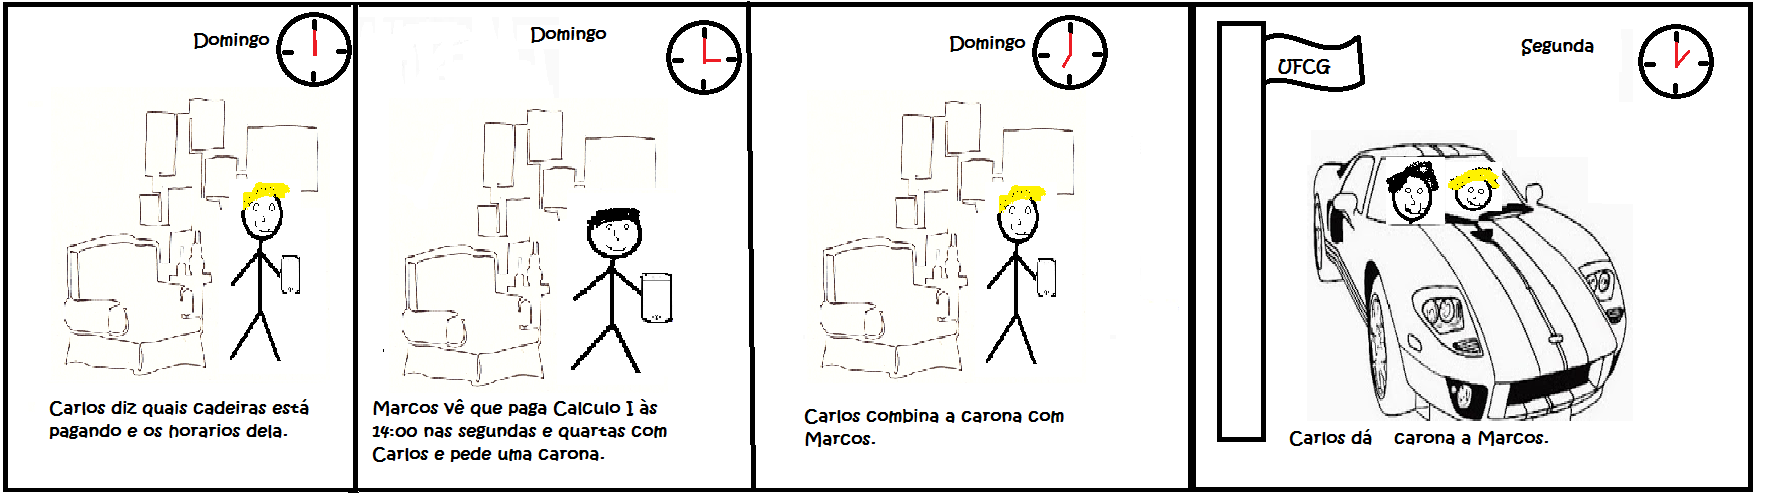 Domingo
Carlos diz quais cadeiras está
pagando e os horarios dela.
Domingo
Marcos vê que paga Calculo I às
14:00 nas segundas e quartas com
Carlos e pede uma carona.
Domingo
Carlos combina a carona com
Marcos.
UFCG
Segunda
Carlos dá carona a Marcos.